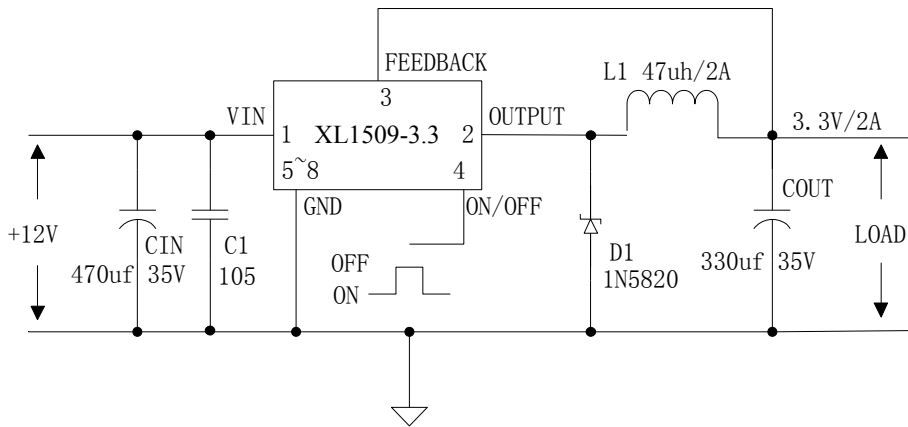 FEEDBACK
L1 47uh/2A
3
VIN
OUTPUT
3.3V/2A
1
XL1509-3.3
2
5~8
4
GND
ON/OFF
COUT
+12V
CIN
C1
LOAD
OFF
D1
470uf
35V
105
330uf
35V
1N5820
ON